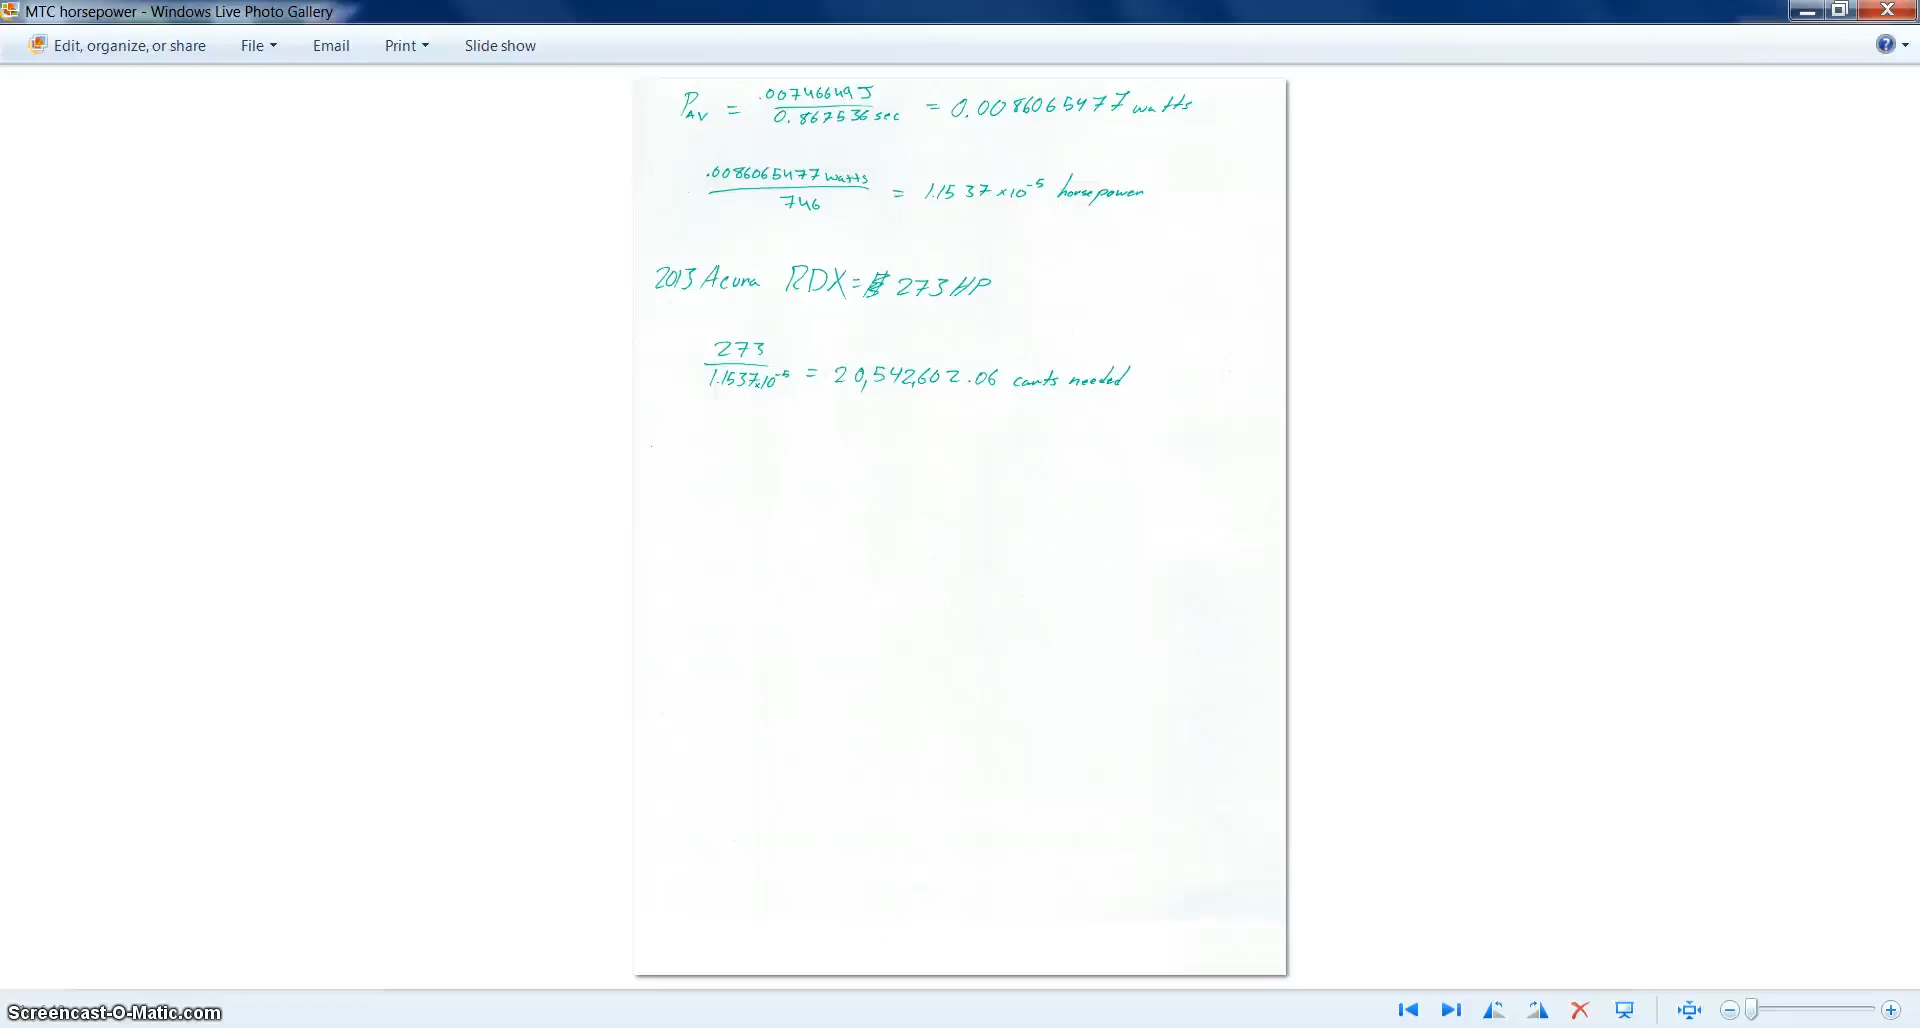 MTC horsepower - Windows Live Photo Gallery
Edit, organize, or share File Email Print Slide show
P_AV = .00746649 J / 0.867536 sec = 0.0086065477 watts
.0086065477 watts / 746 = 1.1537 x 10^-5 horsepower
2013 Acura RDX = 273 HP
273 / 1.1537x10^-5 = 20,542,602.06 carts needed
Screencast-O-Matic.com